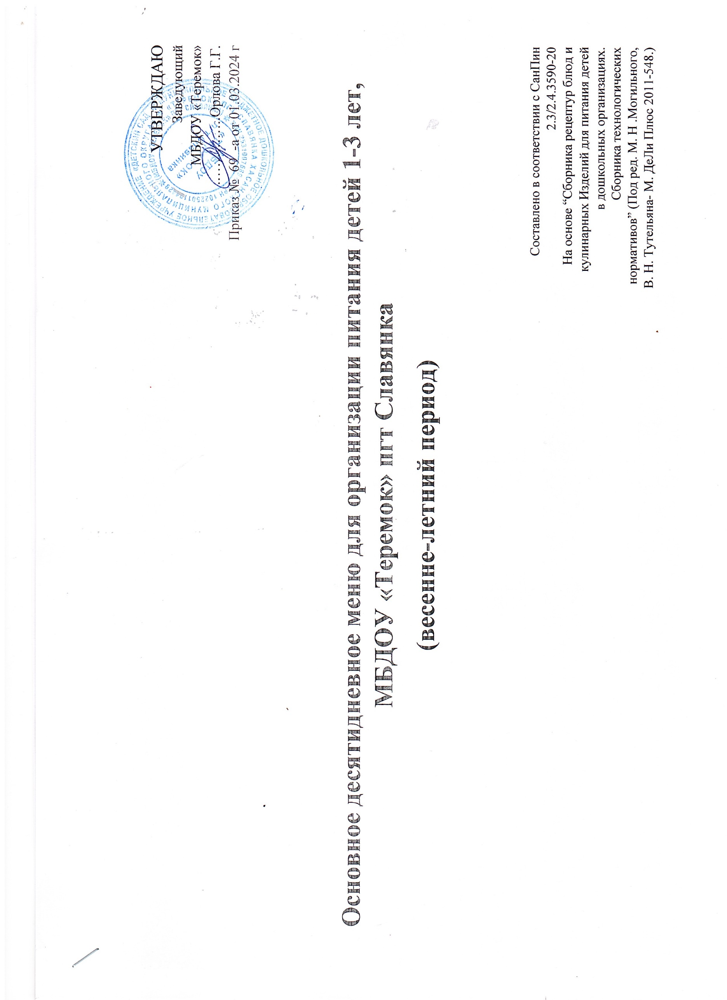 УТВЕРЖДАЮ
Заведующий
МБДОУ «Теремок»
Орлова Г.Г.
Приказ № 69 -а от 01.03.2024 г
Основное десятидневное меню для организации питания детей 1-3 лет,
МБДОУ «Теремок» пгт Славянка
(весенне-летний период)
Составлено в соответствии с СанПин
2.3/2.4.3590-20
На основе “Сборника рецептур блюд и
кулинарных Изделий для питания детей
в дошкольных организациях.
Сборника технологических
нормативов” (Под ред. М. Н .Могильного,
В. Н. Тутельяна- М. ДеЛи Плюс 2011-548.)